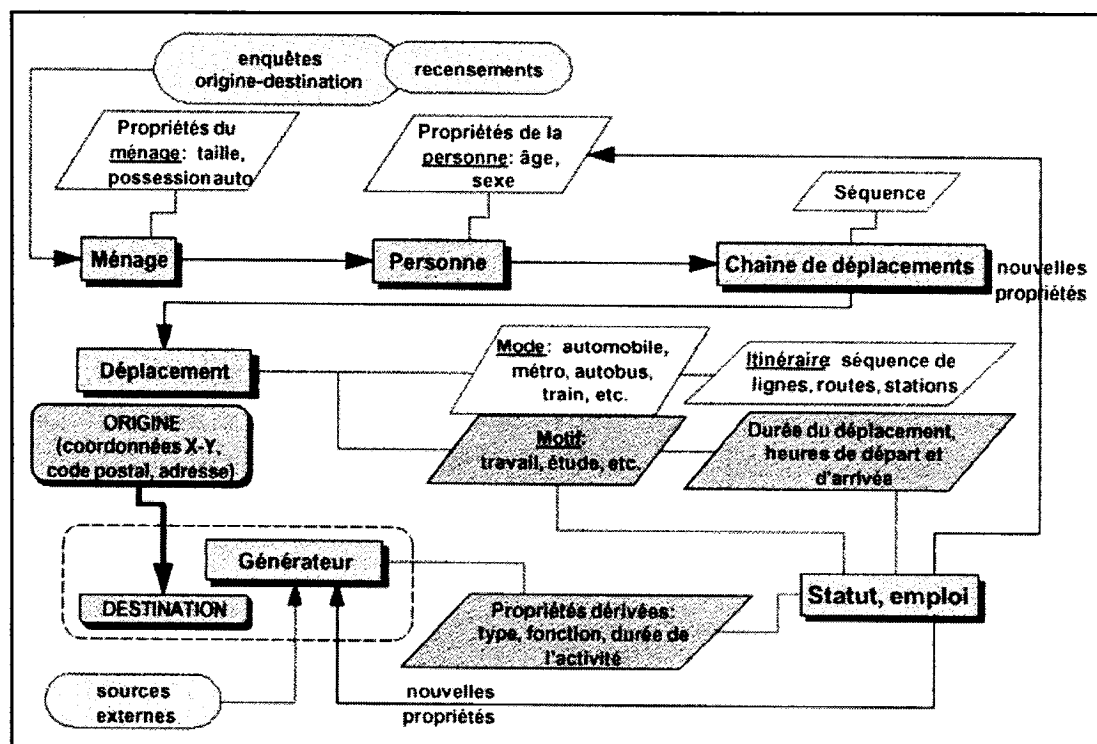 enquêtes
origine-destination
recensements
Propriétés du
ménage: taille,
possession auto
Propriétés de la
personne: âge,
sexe
Séquence
Ménage
Personne
Chaîne de déplacements
nouvelles
propriétés
Déplacement
Mode: automobile,
métro, autobus,
train, etc.
Itinéraire: séquence de
lignes, routes, stations
ORIGINE
(coordonnées X-Y,
code postal, adresse)
Motif:
travail, étude, etc.
Durée du déplacement,
heures de départ et
d'arrivée
Générateur
DESTINATION
Propriétés dérivées:
type, fonction, durée de
l'activité
Statut, emploi
sources
externes
nouvelles
propriétés